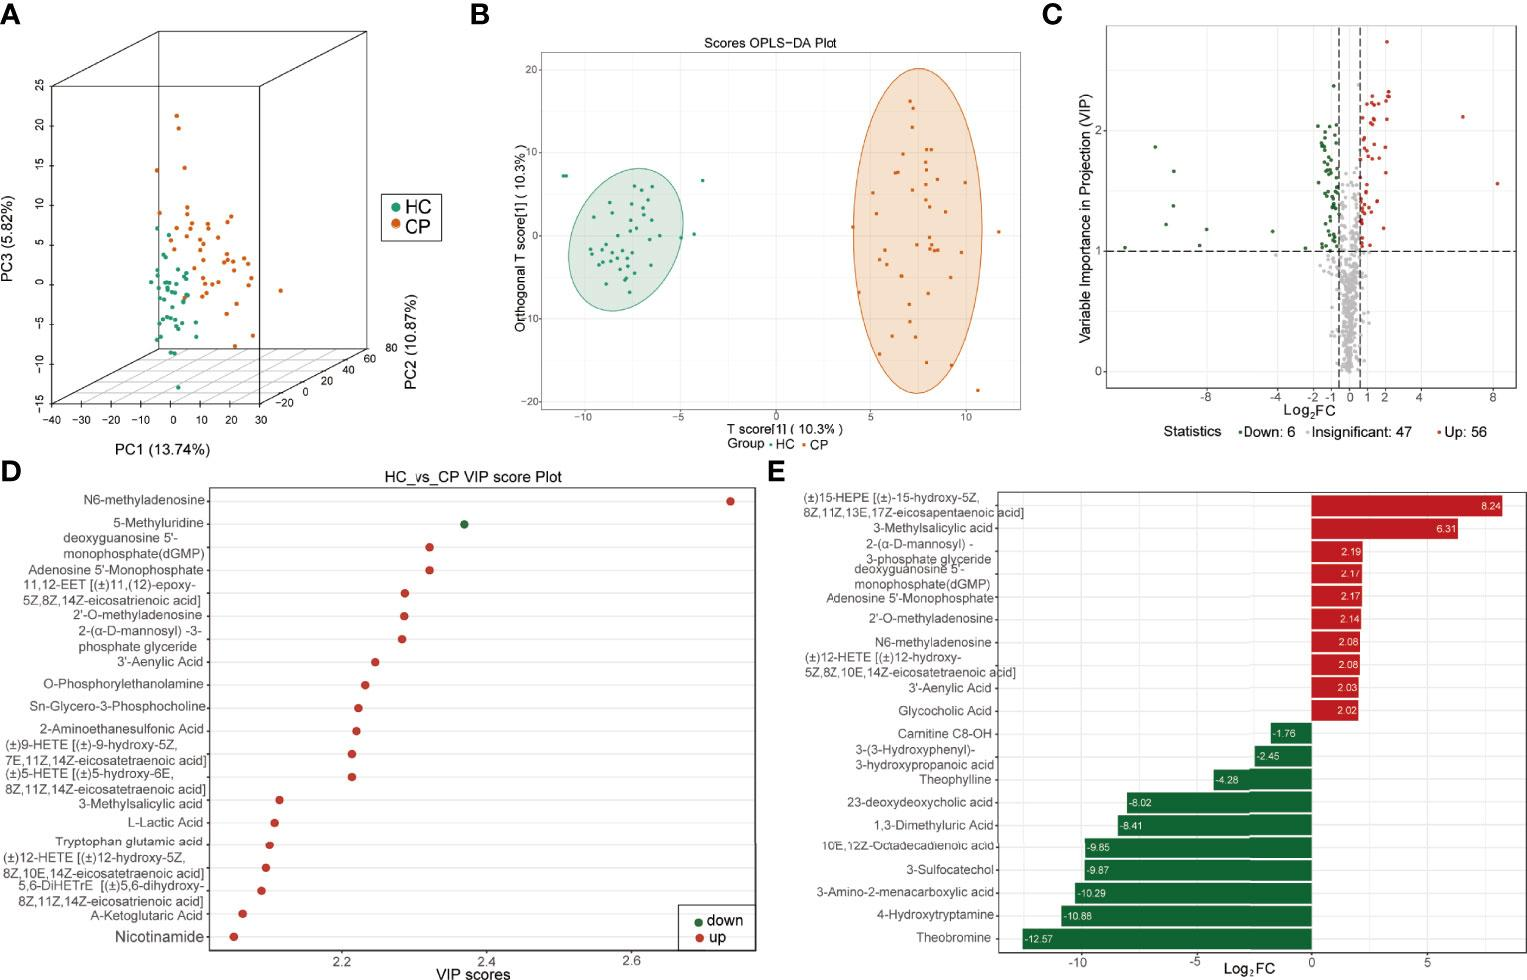 A
25
20
15
10
5
0
−5
−10
−15
PC3 (5.82%)
−40
−30
−20
−10
0
10
20
30
PC1 (13.74%)
−20
0
20
40
60
80
PC2 (10.87%)
HC
CP
B
Scores OPLS−DA Plot
20
10
0
−10
−20
Orthogonal T score[1] ( 10.3% )
−10
−5
0
5
10
T score[1] ( 10.3% )
Group HC CP
C
Variable Importance in Projection (VIP)
2
1
0
-8
-4
-2
-1
0
1
2
4
8
Log2FC
Statistics Down: 6 Insignificant: 47 Up: 56
D
HC_vs_CP VIP score Plot
N6-methyladenosine
5-Methyluridine
deoxyguanosine 5'-
monophosphate(dGMP)
Adenosine 5'-Monophosphate
11,12-EET [(±)11,(12)-epoxy-
5Z,8Z,14Z-eicosatrienoic acid]
2'-O-methyladenosine
2-(α-D-mannosyl) -3-
phosphate glyceride
3'-Aenylic Acid
O-Phosphorylethanolamine
Sn-Glycero-3-Phosphocholine
2-Aminoethanesulfonic Acid
(±)9-HETE [(±)-9-hydroxy-5Z,
7E,11Z,14Z-eicosatetraenoic acid]
(±)5-HETE [(±)5-hydroxy-6E,
8Z,11Z,14Z-eicosatetraenoic acid]
3-Methylsalicylic acid
L-Lactic Acid
Tryptophan glutamic acid
(±)12-HETE [(±)12-hydroxy-5Z,
8Z,10E,14Z-eicosatetraenoic acid]
5,6-DiHETrE [(±)5,6-dihydroxy-
8Z,11Z,14Z-eicosatrienoic acid]
A-Ketoglutaric Acid
Nicotinamide
down
up
2.2
2.4
2.6
VIP scores
E
(±)15-HEPE [(±)-15-hydroxy-5Z,
8Z,11Z,13E,17Z-eicosapentaenoic acid]
8.24
3-Methylsalicylic acid
6.31
2-(α-D-mannosyl) -
3-phosphate glyceride
2.19
deoxyguanosine 5'-
monophosphate(dGMP)
2.17
Adenosine 5'-Monophosphate
2.17
2'-O-methyladenosine
2.14
N6-methyladenosine
2.08
(±)12-HETE [(±)12-hydroxy-
5Z,8Z,10E,14Z-eicosatetraenoic acid]
2.08
3'-Aenylic Acid
2.03
Glycocholic Acid
2.02
Carnitine C8-OH
-1.76
3-(3-Hydroxyphenyl)-
3-hydroxypropanoic acid
-2.45
Theophylline
-4.28
23-deoxydeoxycholic acid
-8.02
1,3-Dimethyluric Acid
-8.41
10E,12Z-Octadecadienoic acid
-9.85
3-Sulfocatechol
-9.87
3-Amino-2-menacarboxylic acid
-10.29
4-Hydroxytryptamine
-10.88
Theobromine
-12.57
-10
-5
0
5
Log2FC